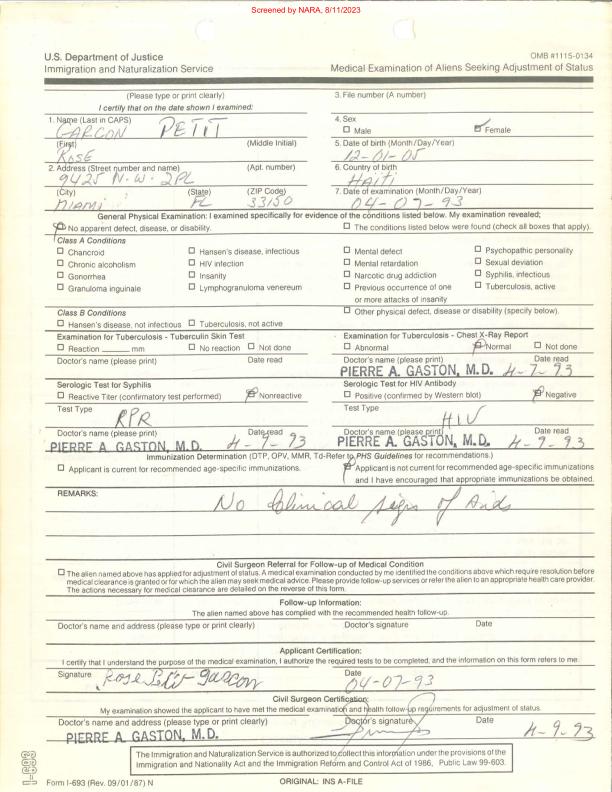 Screened by NARA, 8/11/2023
U.S. Department of Justice
Immigration and Naturalization Service
OMB #1115-0134
Medical Examination of Aliens Seeking Adjustment of Status
(Please type or print clearly)
I certify that on the date shown I examined:
3. File number (A number)
1. Name (Last in CAPS)
GARCON PETIT
(First) (Middle Initial)
ROSE
4. Sex
Male Female
5. Date of birth (Month/Day/Year)
12-01-05
2. Address (Street number and name) (Apt. number)
9425 N.W. 2PL
6. Country of birth
HAITI
(City) (State) (ZIP Code)
MIAMI FL 33150
7. Date of examination (Month/Day/Year)
04-07-93
General Physical Examination: I examined specifically for evidence of the conditions listed below. My examination revealed;
No apparent defect, disease, or disability. The conditions listed below were found (check all boxes that apply).
Class A Conditions
Chancroid Hansen's disease, infectious Mental defect Psychopathic personality
Chronic alcoholism HIV infection Mental retardation Sexual deviation
Gonorrhea Insanity Narcotic drug addiction Syphilis, infectious
Granuloma inguinale Lymphogranuloma venereum Previous occurrence of one Tuberculosis, active
or more attacks of insanity
Class B Conditions
Other physical defect, disease or disability (specify below).
Hansen's disease, not infectious Tuberculosis, not active
Examination for Tuberculosis - Tuberculin Skin Test
Reaction mm No reaction Not done
Doctor's name (please print) Date read
Examination for Tuberculosis - Chest X-Ray Report
Abnormal Normal Not done
Doctor's name (please print) Date read
PIERRE A. GASTON, M.D. 4-7-93
Serologic Test for Syphilis
Reactive Titer (confirmatory test performed) Nonreactive
Test Type
RPR
Doctor's name (please print) Date read
PIERRE A. GASTON, M.D. 4-9-93
Serologic Test for HIV Antibody
Positive (confirmed by Western blot) Negative
Test Type
HIV
Doctor's name (please print) Date read
PIERRE A. GASTON, M.D. 4-9-93
Immunization Determination (DTP, OPV, MMR, Td-Refer to PHS Guidelines for recommendations.)
Applicant is current for recommended age-specific immunizations. Applicant is not current for recommended age-specific immunizations
and I have encouraged that appropriate immunizations be obtained.
REMARKS:
No Clinical signs of Aids
Civil Surgeon Referral for Follow-up of Medical Condition
The alien named above has applied for adjustment of status. A medical examination conducted by me identified the conditions above which require resolution before
medical clearance is granted or for which the alien may seek medical advice. Please provide follow-up services or refer the alien to an appropriate health care provider.
The actions necessary for medical clearance are detailed on the reverse of this form.
Follow-up Information:
The alien named above has complied with the recommended health follow-up.
Doctor's name and address (please type or print clearly) Doctor's signature Date
Applicant Certification:
I certify that I understand the purpose of the medical examination, I authorize the required tests to be completed, and the information on this form refers to me.
Signature Date
Rose Petit garcon 04-07-93
Civil Surgeon Certification:
My examination showed the applicant to have met the medical examination and health follow-up requirements for adjustment of status.
Doctor's name and address (please type or print clearly) Doctor's signature Date
PIERRE A. GASTON, M.D. 4-9-93
The Immigration and Naturalization Service is authorized to collect this information under the provisions of the
Immigration and Nationality Act and the Immigration Reform and Control Act of 1986, Public Law 99-603.
Form I-693 (Rev. 09/01/87) N
ORIGINAL: INS A-FILE